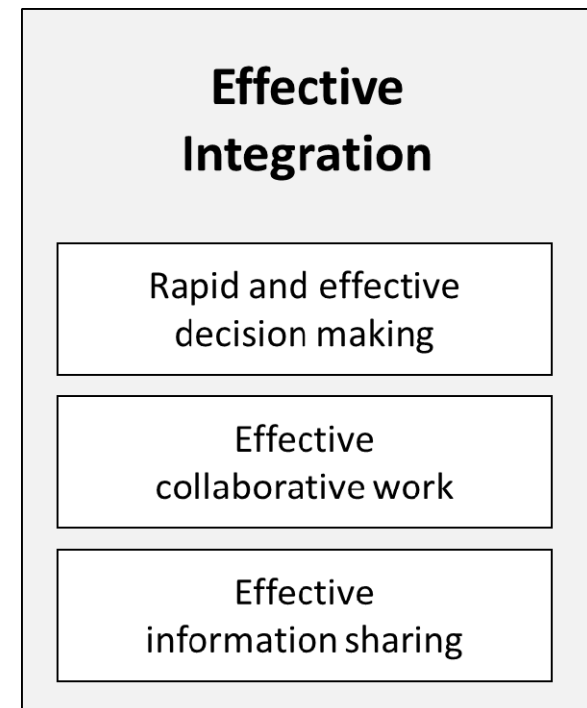 Effective
Integration
Rapid and effective
decision making
Effective
collaborative work
Effective
information sharing